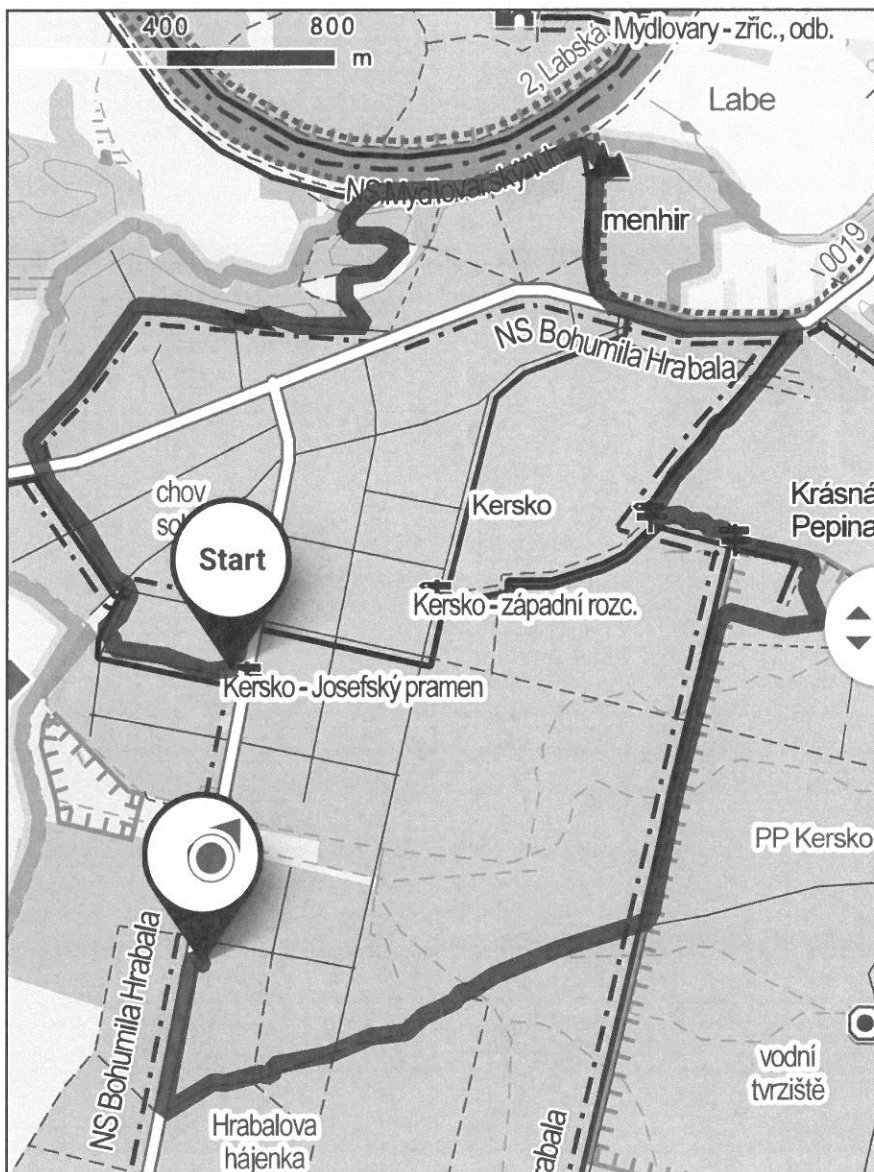 400 800
m
Mydlovary - zříc., odb.
2, Labská
Labe
NS Mydlovarský luh
menhir
0019
NS Bohumila Hrabala
chov
Krásná
Pepina
Kersko
Start
Kersko - západní rozc.
Kersko - Josefský pramen
PP Kersko
NS Bohumila Hrabala
vodní
tvrziště
Hrabalova
hájenka
rabala